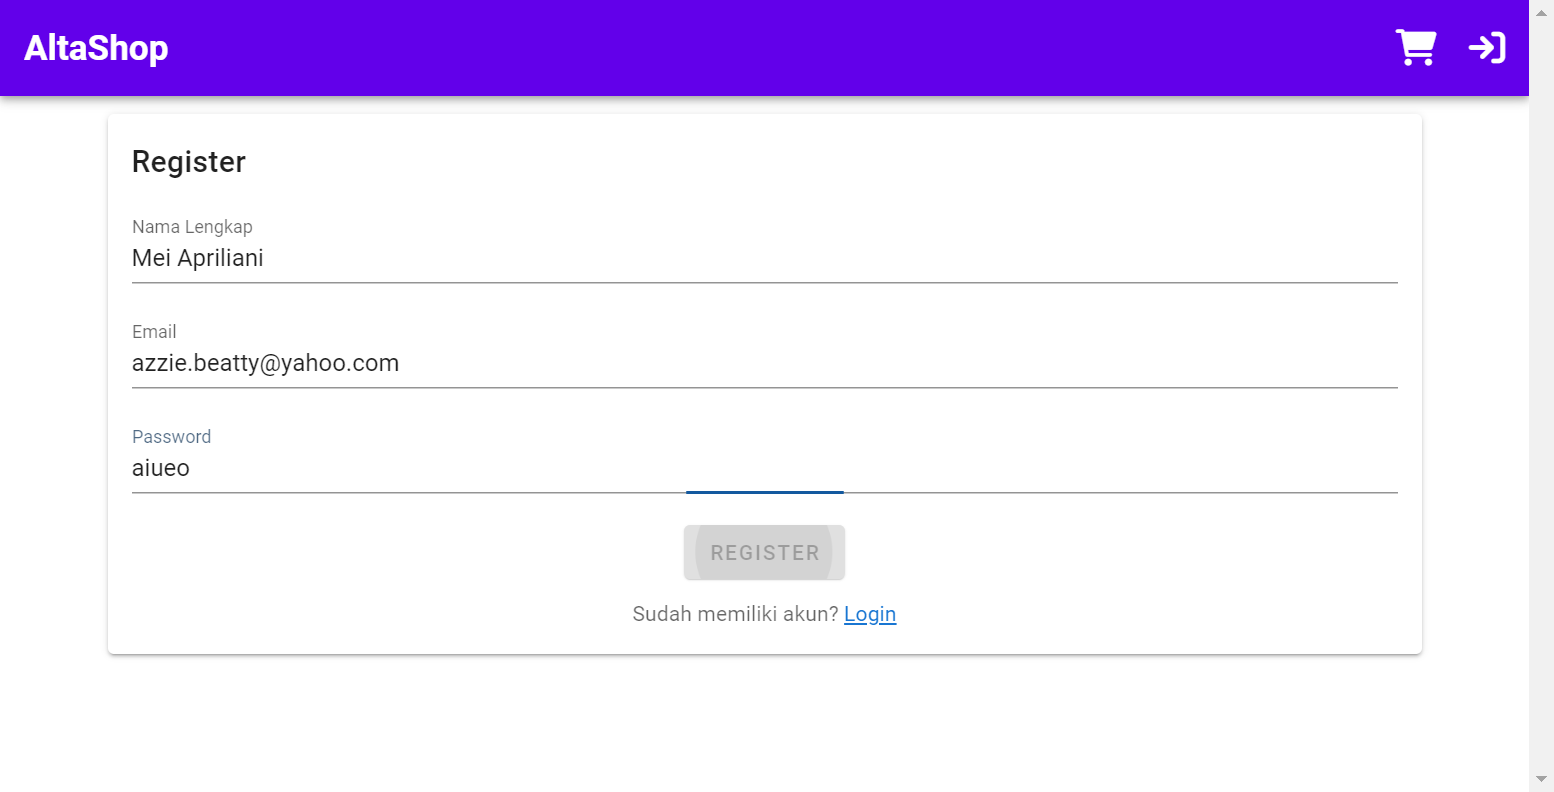 AltaShop
Register
Nama Lengkap
Mei Apriliani
Email
azzie.beatty@yahoo.com
Password
aiueo
REGISTER
Sudah memiliki akun? Login